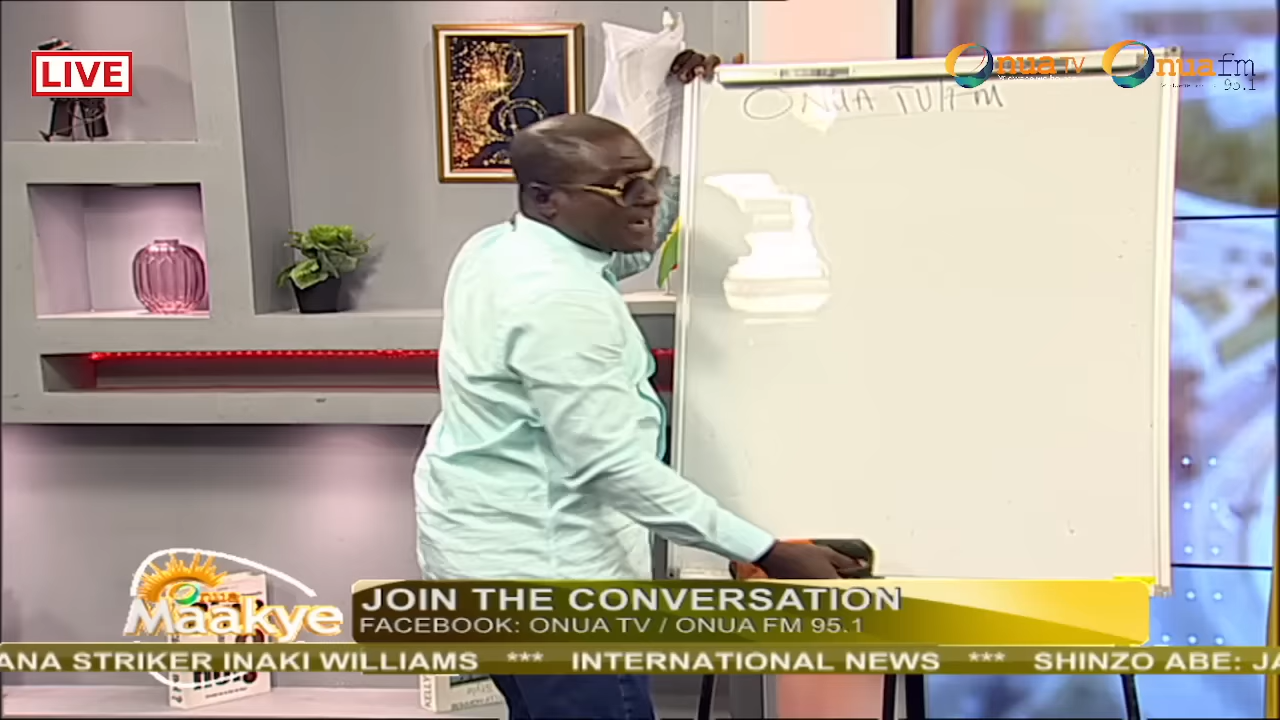 LIVE
Onua TV
Onua fm
95.1
ONUA TV/FM
Onua
Maakye
JOIN THE CONVERSATION
FACEBOOK: ONUA TV / ONUA FM 95.1
ANA STRIKER INAKI WILLIAMS *** INTERNATIONAL NEWS *** SHINZO ABE: JA